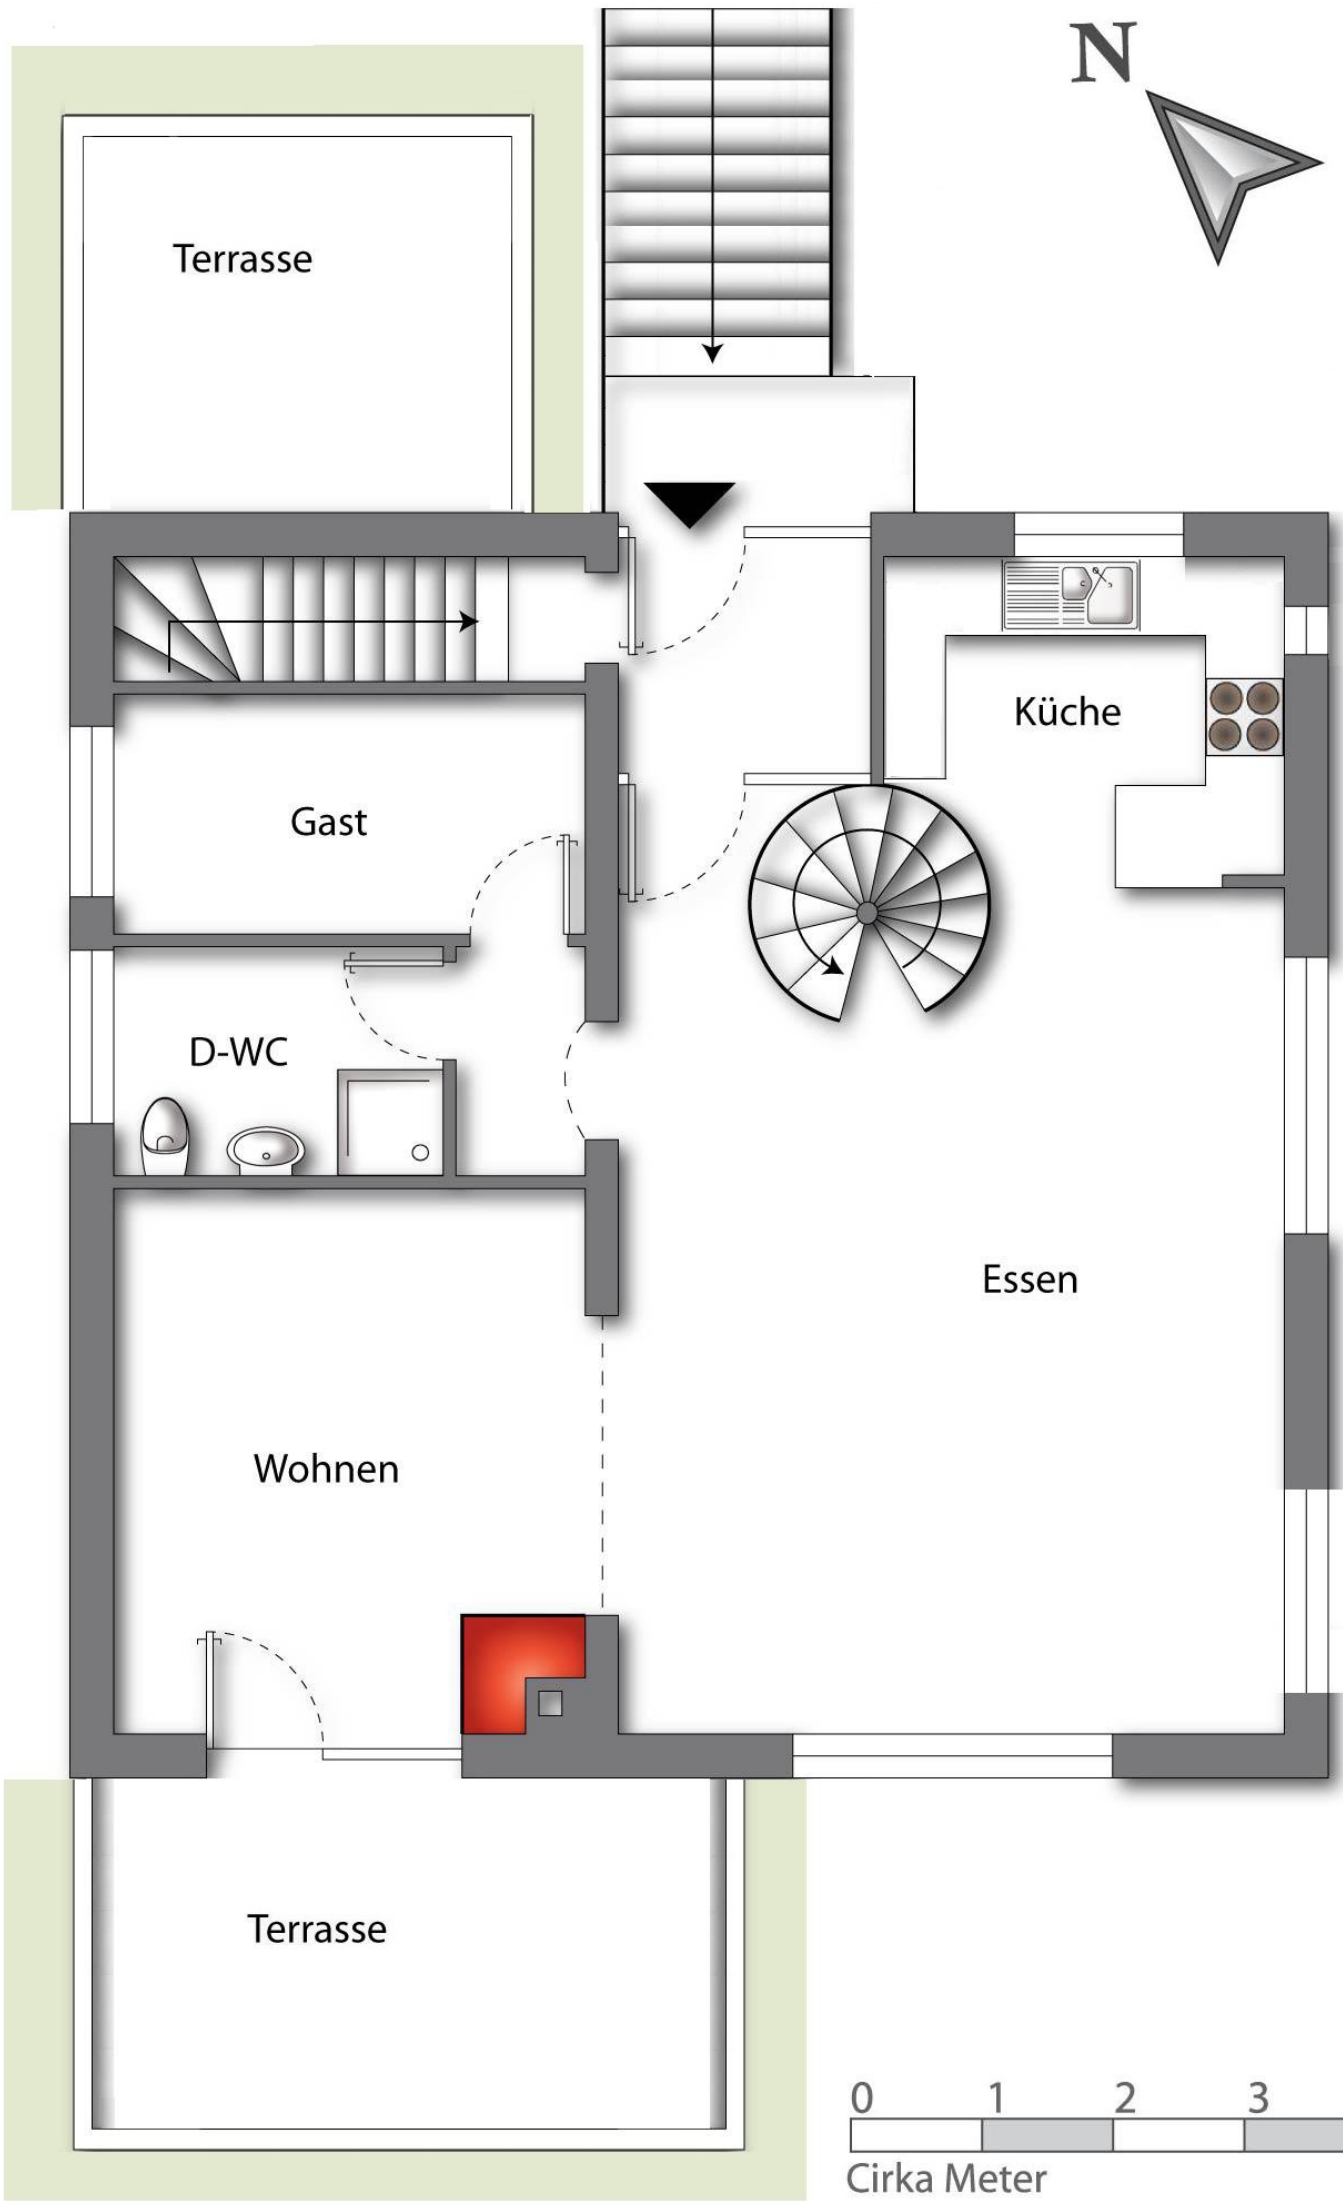 N
Terrasse
Küche
Gast
D-WC
Essen
Wohnen
Terrasse
0 1 2 3
Cirka Meter